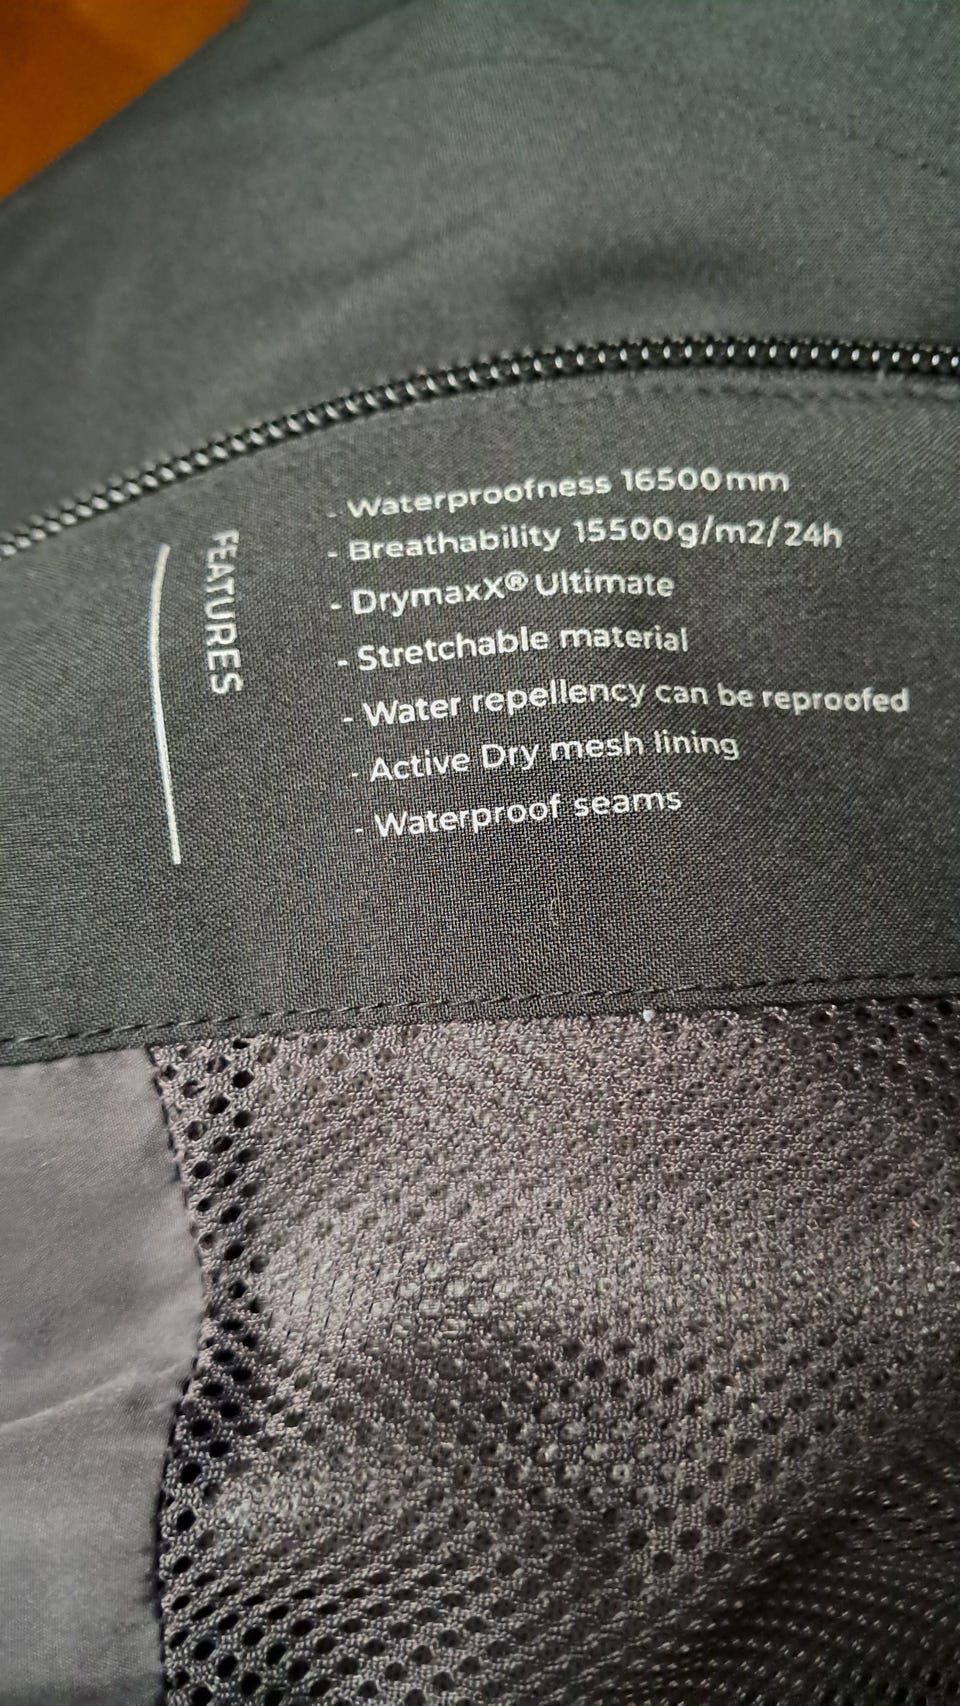 FEATURES
- Waterproofness 16500mm
- Breathability 15500g/m2/24h
- DrymaxX® Ultimate
- Stretchable material
- Water repellency can be reproofed
- Active Dry mesh lining
- Waterproof seams